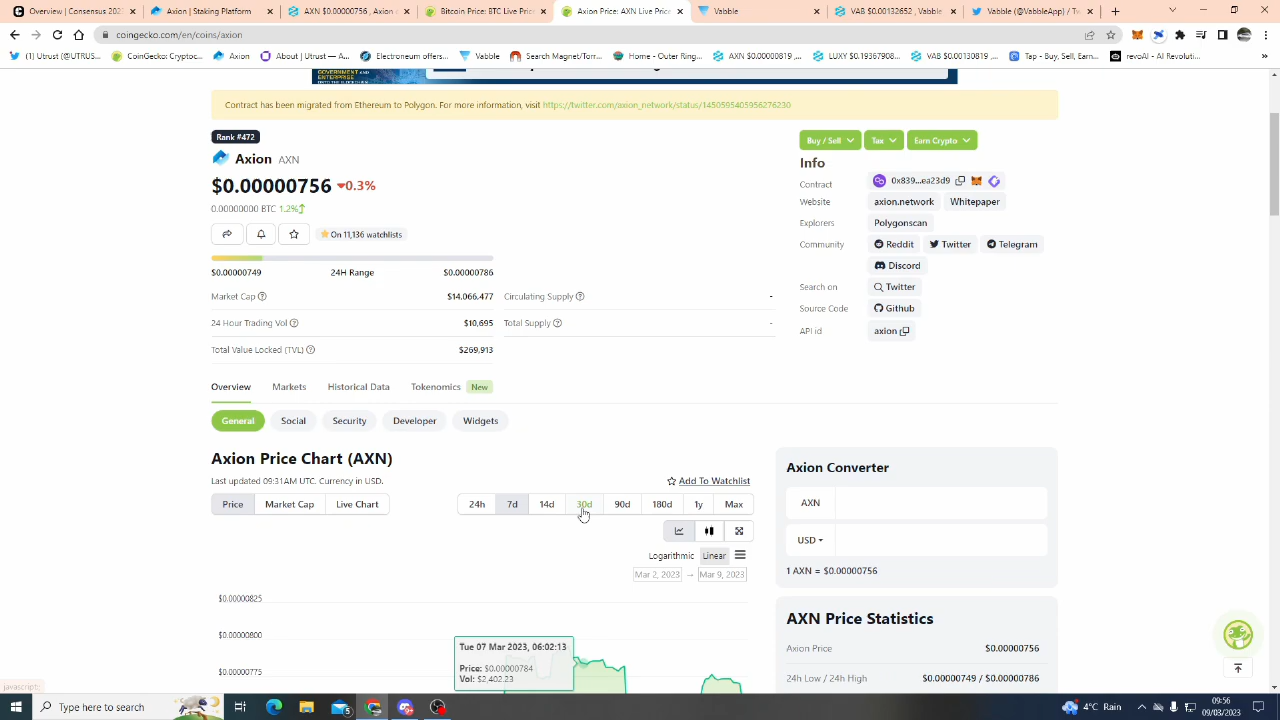 Overview | Consensus 2023
Axion | Staking Platform
AXN $0.00000756, Axion
Bitcoin Price: BTC Live Pric
Axion Price: AXN Live Price
Vabble
VAB $0.00132652 , Vabble
Vabble (@VabbleApp) / Tw
coingecko.com/en/coins/axion
(1) Utrust (@UTRUS...
CoinGecko: Cryptoc...
Axion
About | Utrust — A...
Electroneum offers...
Vabble
Search Magnet/Torr...
Home - Outer Ring...
AXN $0.00000819 ,...
LUXY $0.19367908...
VAB $0.00130819 ,...
Tap - Buy, Sell, Earn...
revoAI – AI Revoluti...
GOVERNMENT AND
ENTERPRISE
Contract has been migrated from Ethereum to Polygon. For more information, visit https://twitter.com/axion_network/status/1450595405956276230
Rank #472
Axion AXN
$0.00000756 0.3%
0.00000000 BTC 1.2%
On 11,136 watchlists
$0.00000749 24H Range $0.00000786
Market Cap $14,066,477 Circulating Supply -
24 Hour Trading Vol $10,695 Total Supply -
Total Value Locked (TVL) $269,913
Buy / Sell Tax Earn Crypto
Info
Contract 0x839...ea23d9
Website axion.network Whitepaper
Explorers Polygonscan
Community Reddit Twitter Telegram
Discord
Search on Twitter
Source Code Github
API id axion
Overview Markets Historical Data Tokenomics New
General Social Security Developer Widgets
Axion Price Chart (AXN)
Last updated 09:31AM UTC. Currency in USD.
Add To Watchlist
Price Market Cap Live Chart
24h 7d 14d 30d 90d 180d 1y Max
Logarithmic Linear
Mar 2, 2023 → Mar 9, 2023
$0.00000825
$0.00000800
$0.00000775
Tue 07 Mar 2023, 06:02:13
Price: $0.00000784
Vol: $2,402.23
Axion Converter
AXN
USD
1 AXN = $0.00000756
AXN Price Statistics
Axion Price $0.00000756
24h Low / 24h High $0.00000749 / $0.00000786
javascript:;
Type here to search
5
4°C Rain
09:56
09/03/2023